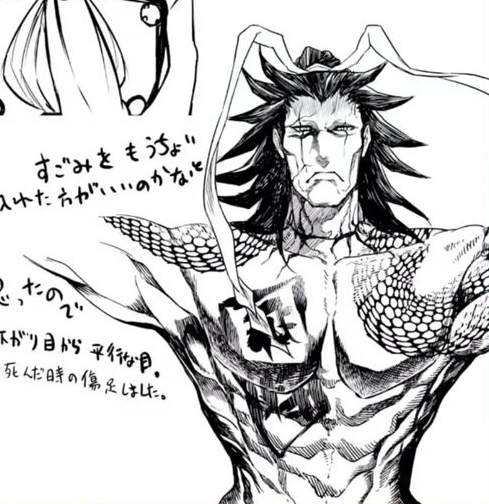 すごみをもうちょい
入れた方がいいのかなぁと
思ったので
下がり目から平行な目。
死んだ時の傷足しました。